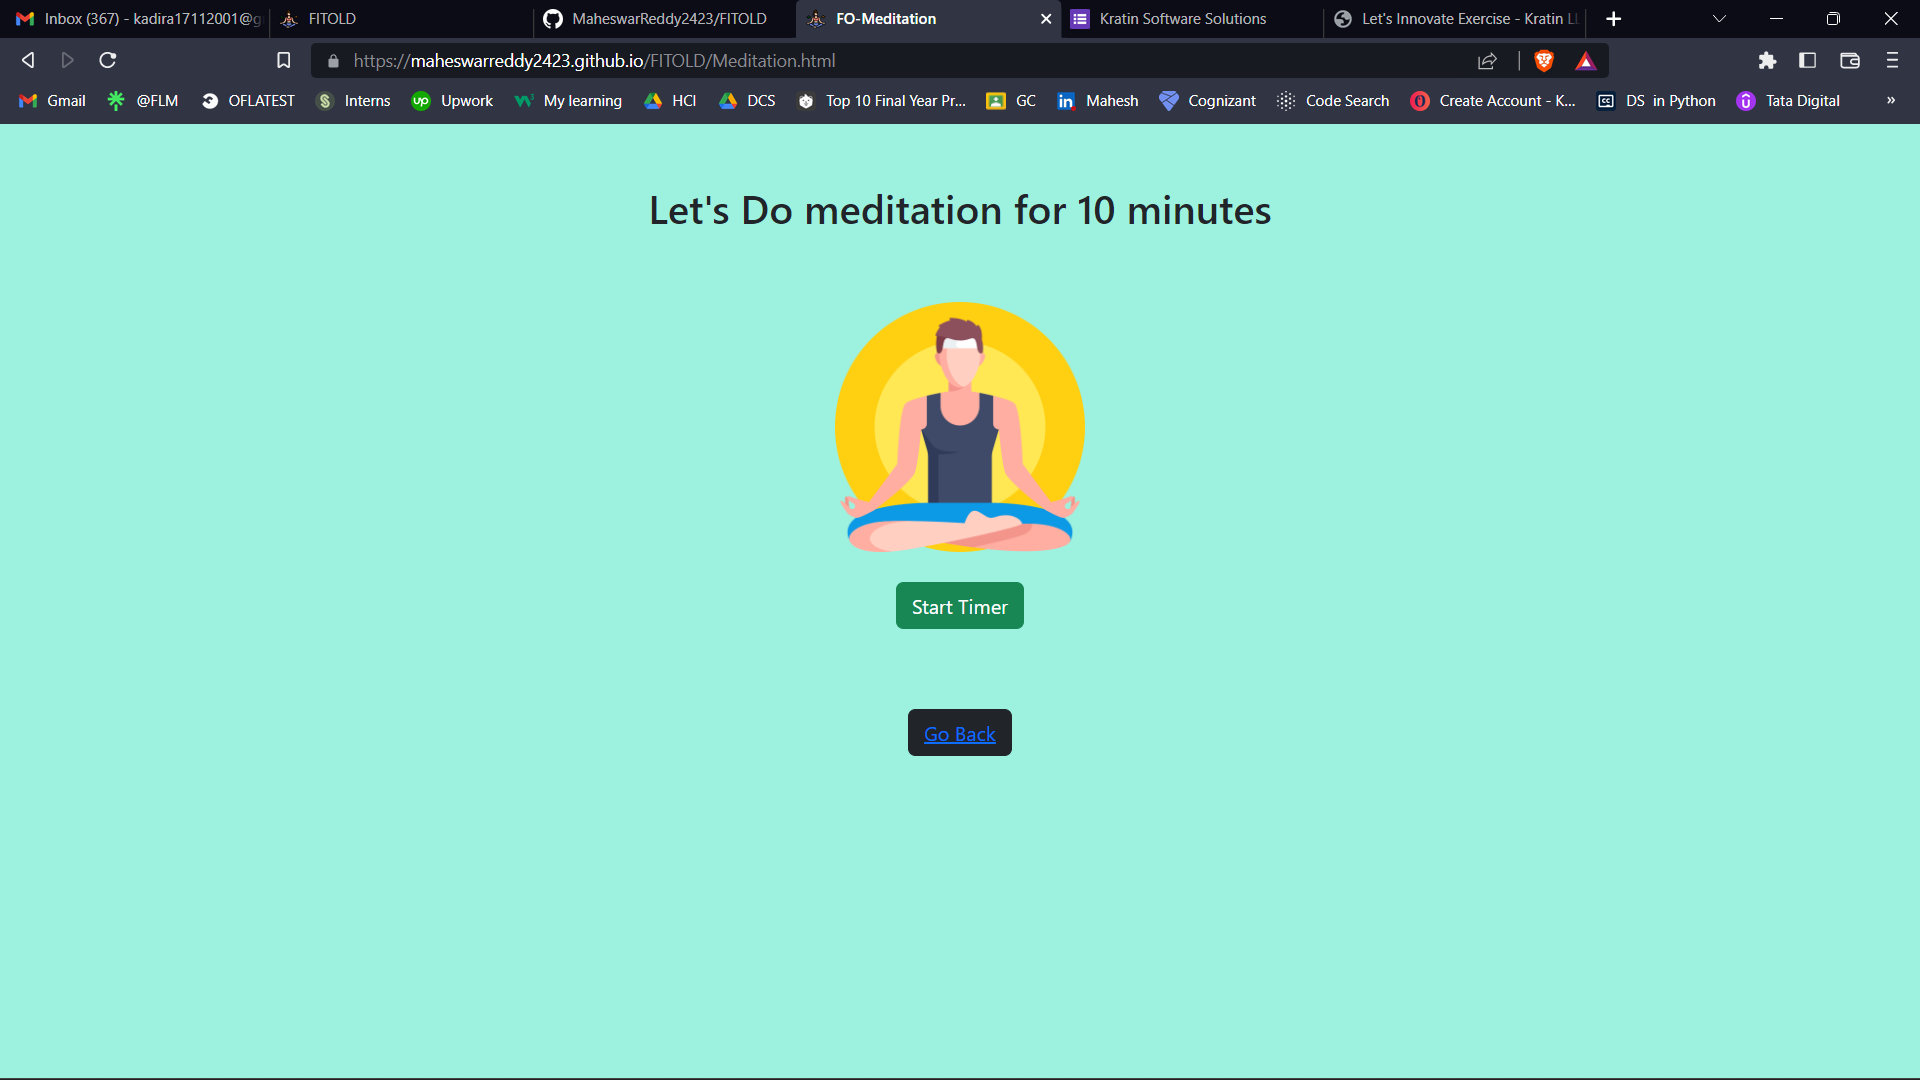 Inbox (367) - kadira17112001@g
FITOLD
MaheswarReddy2423/FITOLD
FO-Meditation
Kratin Software Solutions
Let's Innovate Exercise - Kratin LL
https://maheswarreddy2423.github.io/FITOLD/Meditation.html
Gmail
@FLM
OFLATEST
Interns
Upwork
My learning
HCI
DCS
Top 10 Final Year Pr...
GC
Mahesh
Cognizant
Code Search
Create Account - K...
DS in Python
Tata Digital
»
Let's Do meditation for 10 minutes
Start Timer
Go Back